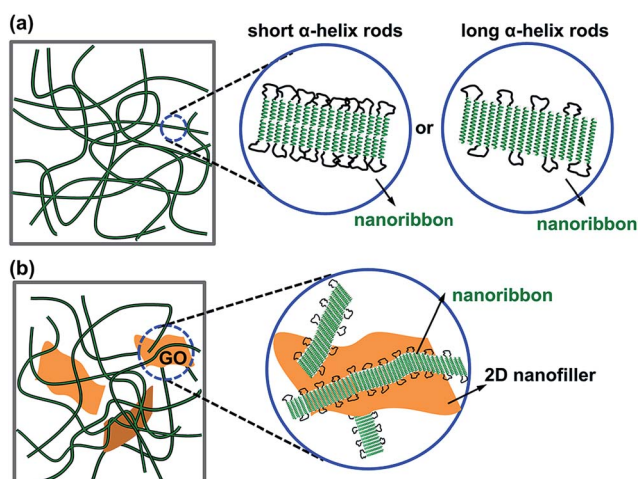 (a)
short α-helix rods
long α-helix rods
or
nanoribbon
nanoribbon
(b)
GO
nanoribbon
2D nanofiller